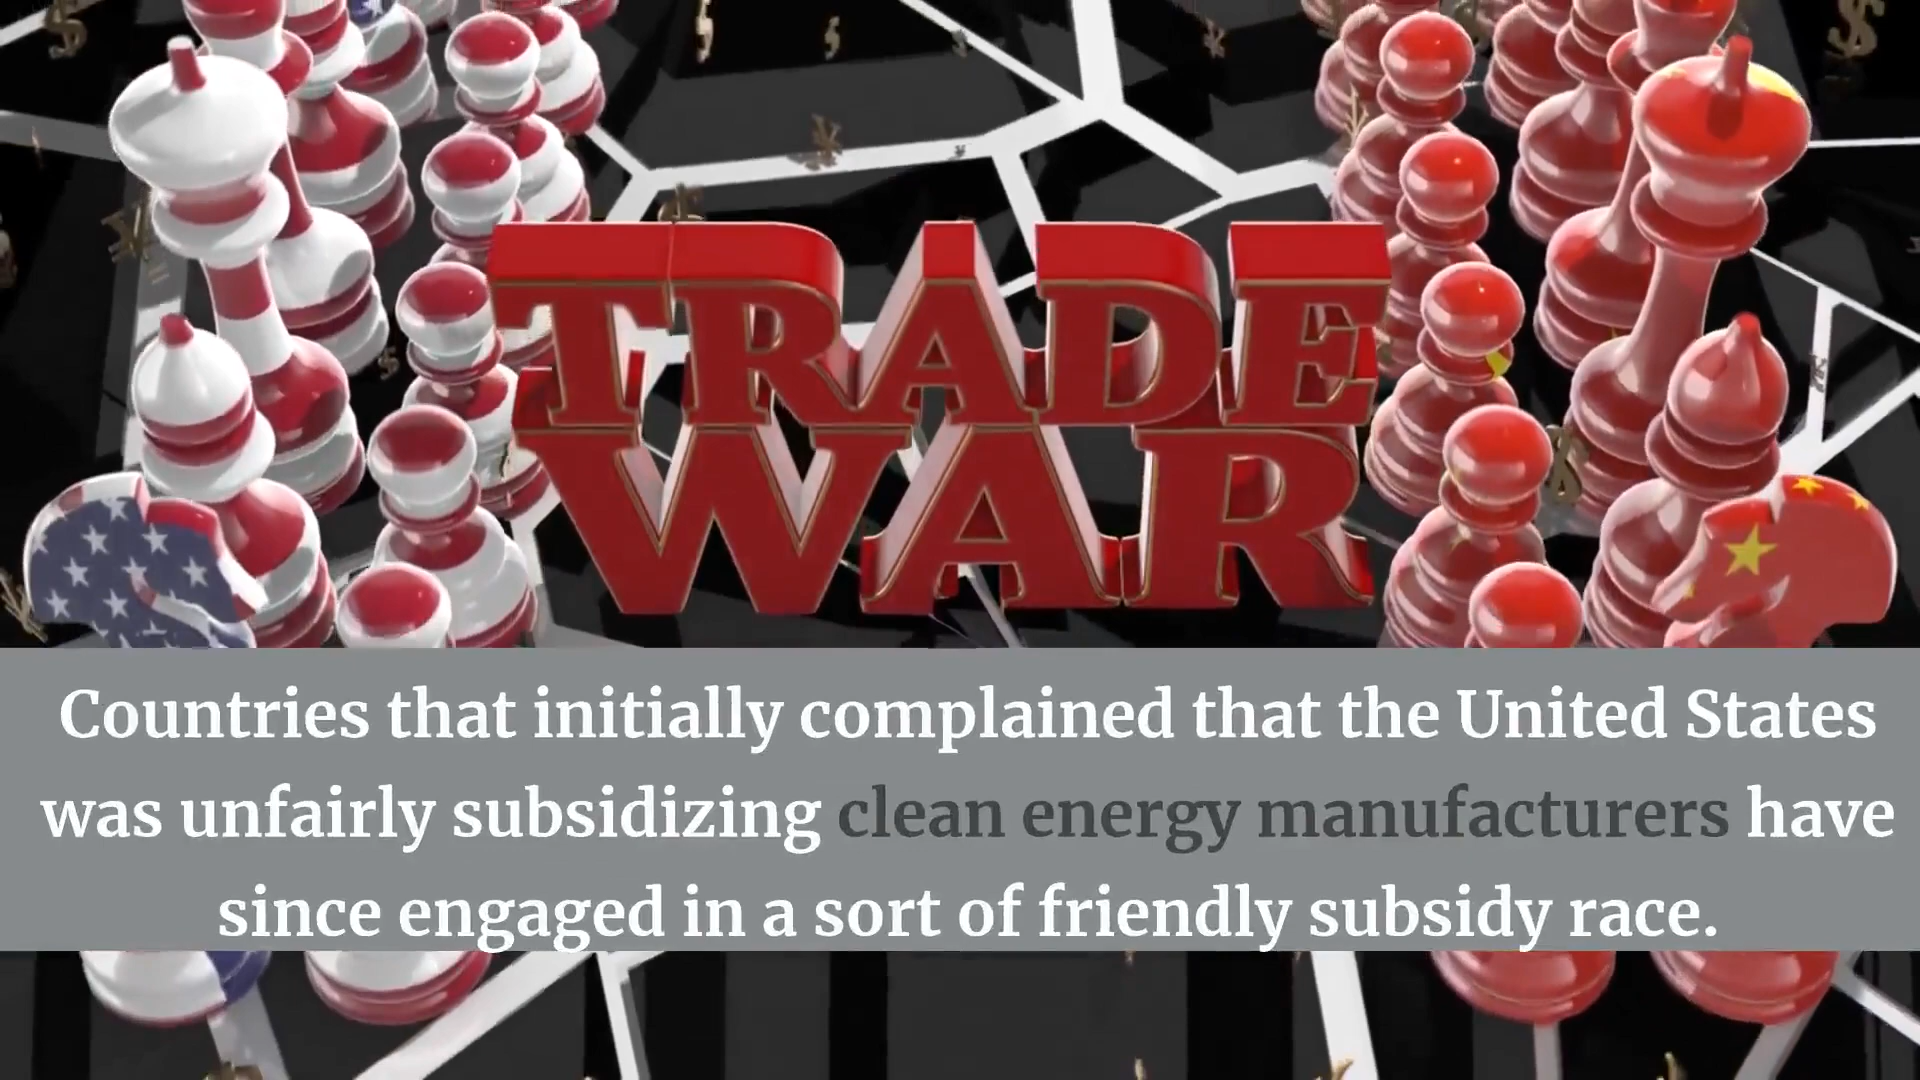 TRADE
WAR
Countries that initially complained that the United States
was unfairly subsidizing clean energy manufacturers have
since engaged in a sort of friendly subsidy race.